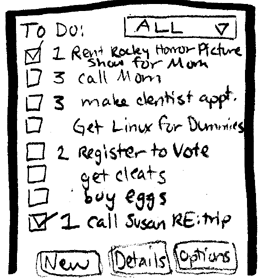 To Do: ALL
1 Rent Rocky Horror Picture
Show for Mom
3 call Mom
3 make dentist appt.
Get Linux for Dummies
2 Register to Vote
get cleats
buy eggs
1 call Susan RE:trip
New Details Options